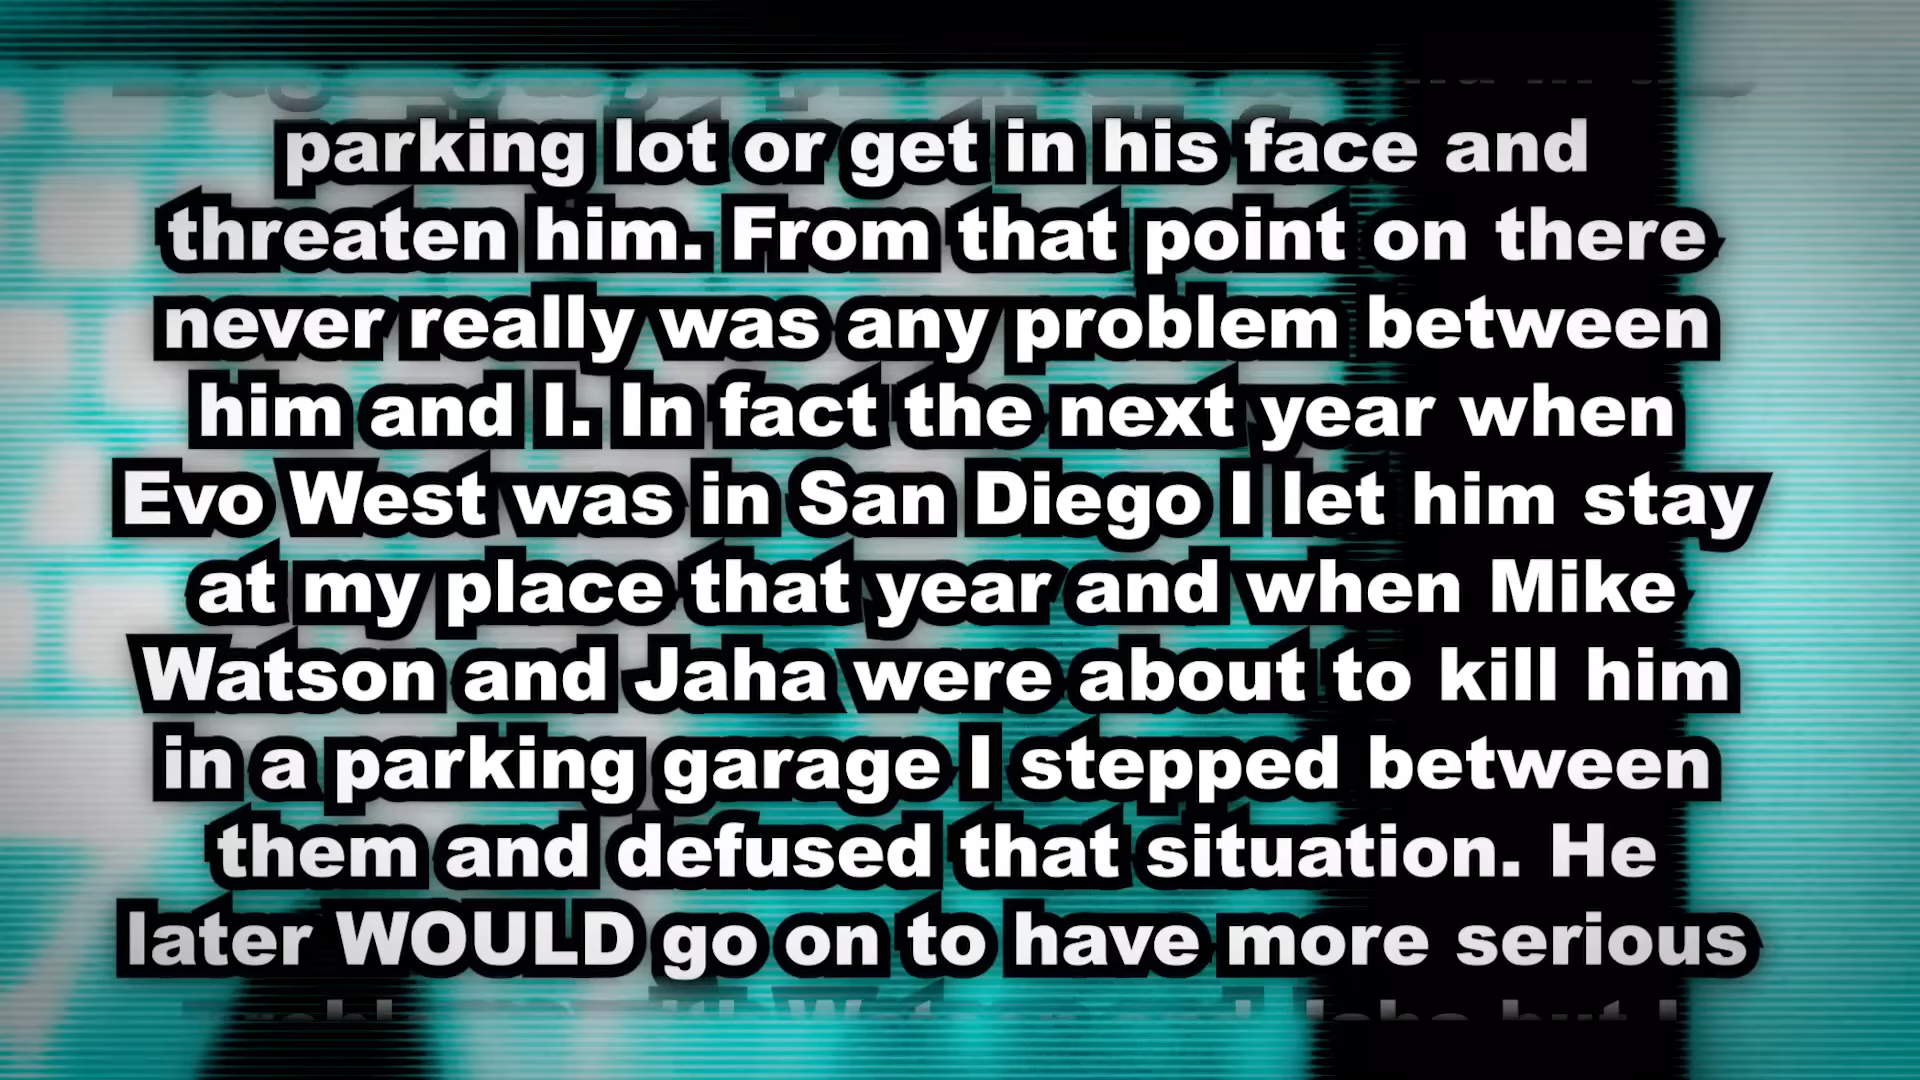 parking lot or get in his face and
threaten him. From that point on there
never really was any problem between
him and I. In fact the next year when
Evo West was in San Diego I let him stay
at my place that year and when Mike
Watson and Jaha were about to kill him
in a parking garage I stepped between
them and defused that situation. He
later WOULD go on to have more serious
Jaha but I